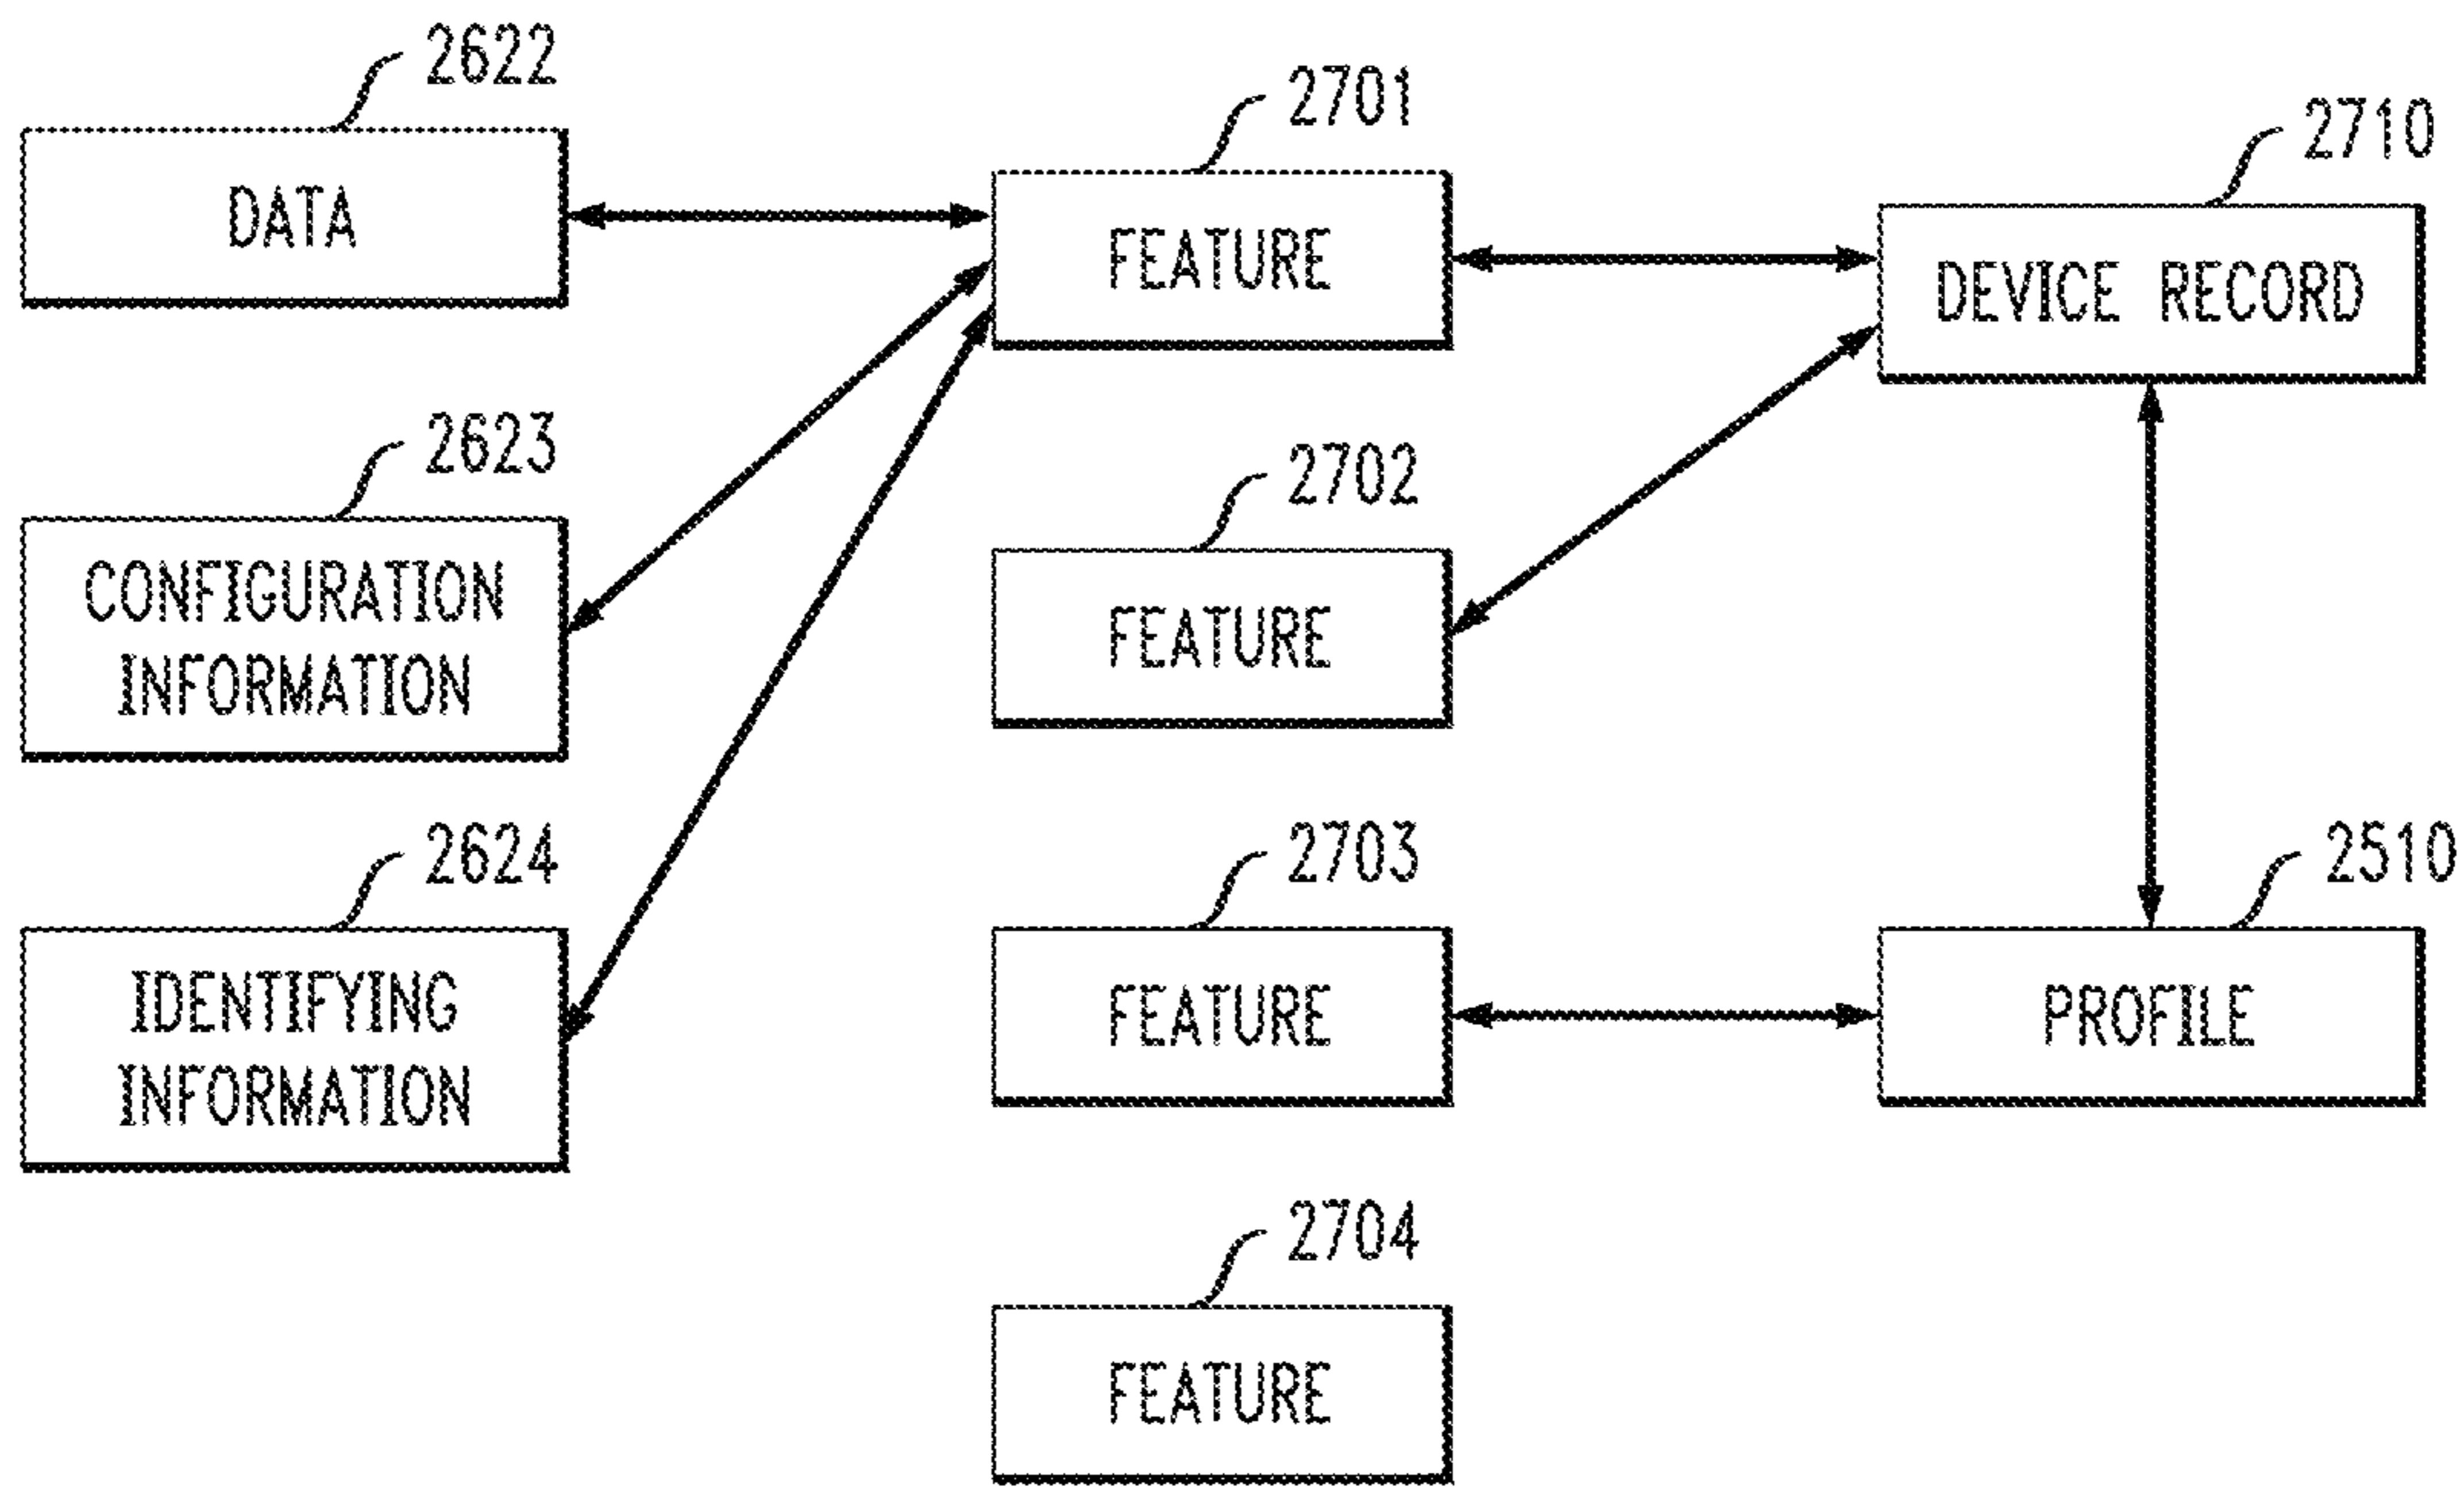 2622
DATA
2701
FEATURE
2710
DEVICE RECORD
2623
CONFIGURATION
INFORMATION
2702
FEATURE
2624
IDENTIFYING
INFORMATION
2703
FEATURE
2510
PROFILE
2704
FEATURE